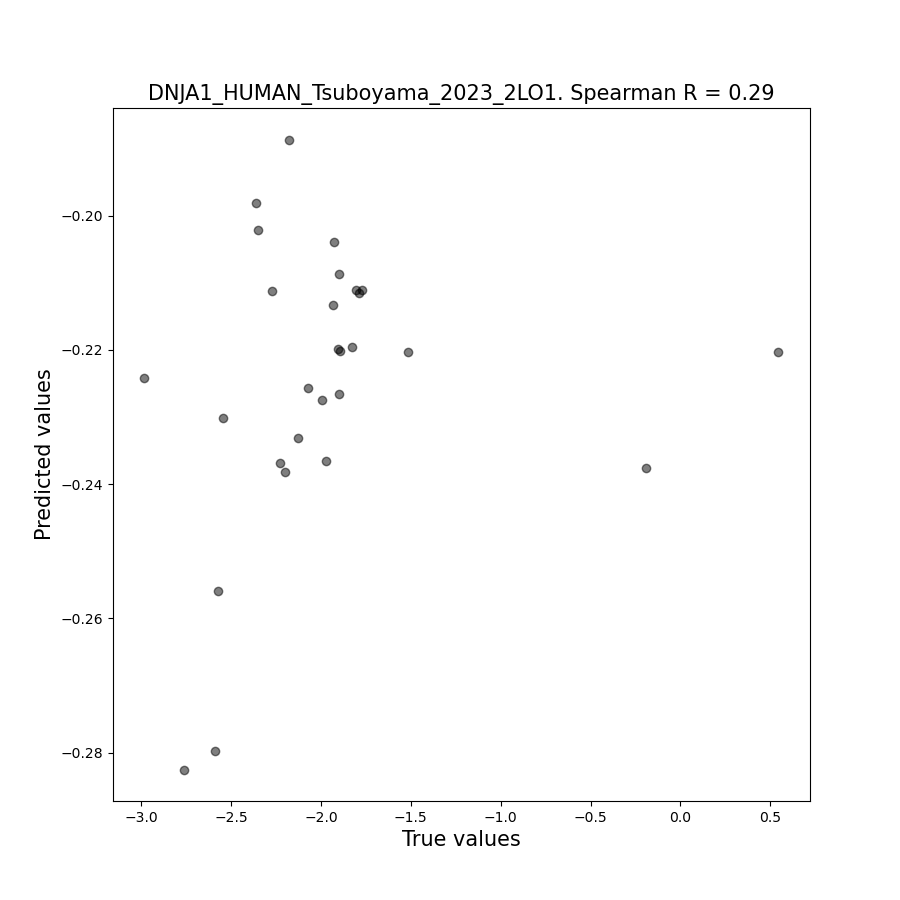 DNJA1_HUMAN_Tsuboyama_2023_2LO1. Spearman R = 0.29
Predicted values
−0.20
−0.22
−0.24
−0.26
−0.28
−3.0 −2.5 −2.0 −1.5 −1.0 −0.5 0.0 0.5
True values